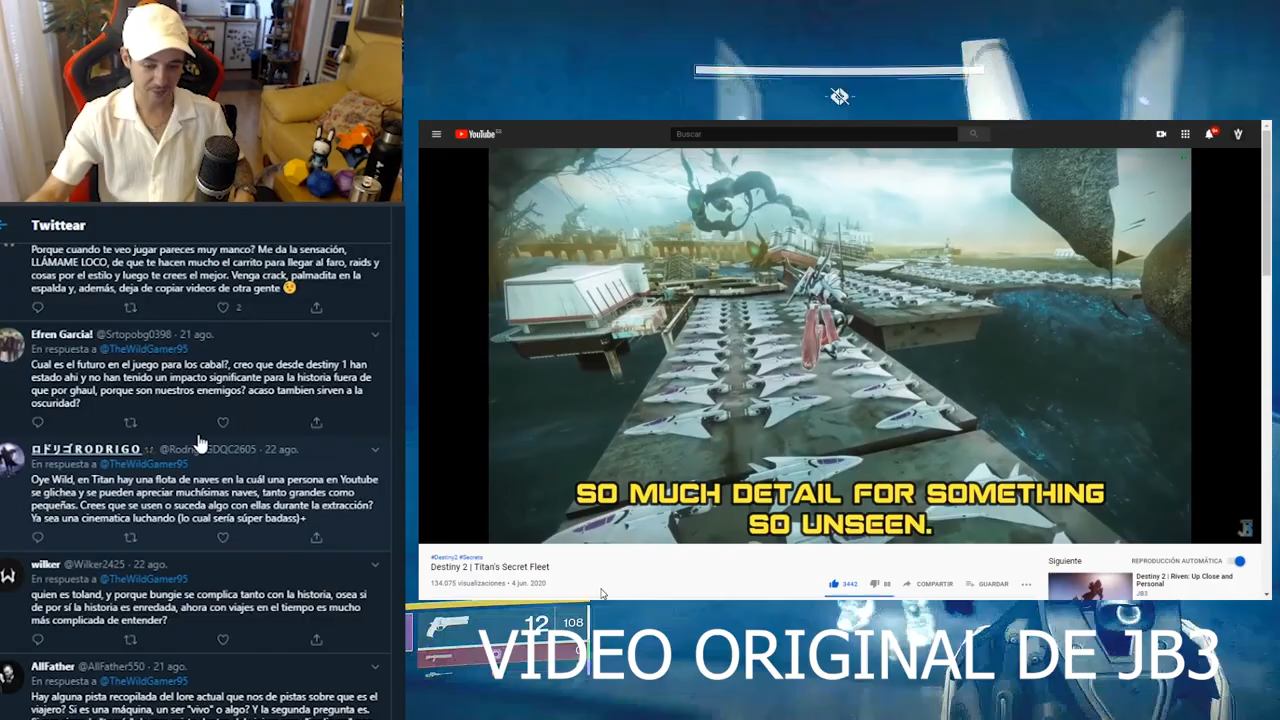 Twittear
Porque cuando te veo jugar pareces muy manco? Me da la sensación,
LLÁMAME LOCO, de que te hacen mucho el carrito para llegar al faro, raids y
cosas por el estilo y luego te crees el mejor. Venga crack, palmadita en la
espalda y, además, deja de copiar videos de otra gente 😘
2
Efren Garcia! @Srtopobg0398 · 21 ago.
En respuesta a @TheWildGamer95
Cual es el futuro en el juego para los cabal?, creo que desde destiny 1 han
estado ahi y no han tenido un impacto significante para la historia fuera de
que por ghaul, porque son nuestros enemigos? acaso tambien sirven a la
oscuridad?
ロドリゴ R O D R I G O · 22 ago.
En respuesta a @TheWildGamer95
Oye Wild, en Titan hay una flota de naves en la cuál una persona en Youtube
se glichea y se pueden apreciar muchísimas naves, tanto grandes como
pequeñas. Crees que se usen o suceda algo con ellas durante la extracción?
Ya sea una cinematica luchando (lo cual sería súper badass)+
wilker @Wilker2425 · 22 ago.
En respuesta a @TheWildGamer95
quien es toland, y porque bungie se complica tanto con la historia, osea si
de por sí la historia es enredada, ahora con viajes en el tiempo es mucho
más complicada de entender?
AllFather @AllFather550 · 21 ago.
En respuesta a @TheWildGamer95
Hay alguna pista recopilada del lore actual que nos de pistas sobre que es el
viajero? Si es una máquina, un ser "vivo" o algo? Y la segunda pregunta es.
YouTube ES
Buscar
9+
SO MUCH DETAIL FOR SOMETHING
SO UNSEEN.
JB
#Destiny2 #Secrets
Destiny 2 | Titan's Secret Fleet
134.075 visualizaciones · 4 jun. 2020
3442
88
COMPARTIR
GUARDAR
Siguiente
REPRODUCCIÓN AUTOMÁTICA
Destiny 2 | Riven: Up Close and
Personal
JB3
12
108
VIDEO ORIGINAL DE JB3